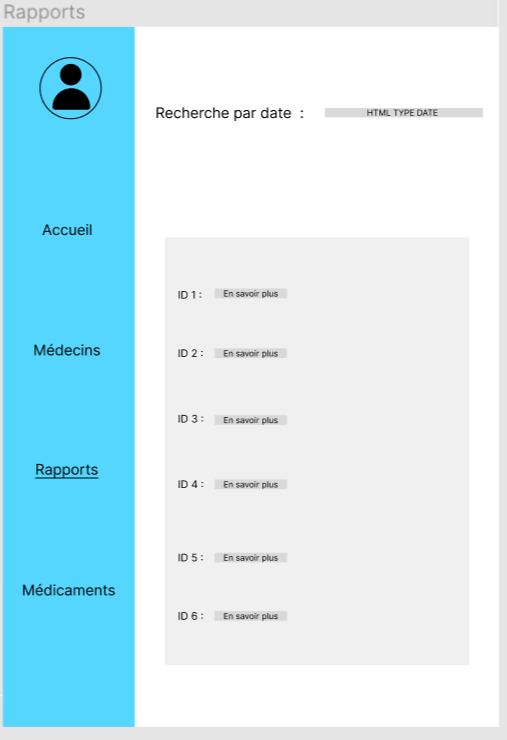 Rapports
Recherche par date :
HTML TYPE DATE
Accueil
Médecins
Rapports
Médicaments
ID 1 : En savoir plus
ID 2 : En savoir plus
ID 3 : En savoir plus
ID 4 : En savoir plus
ID 5 : En savoir plus
ID 6 : En savoir plus